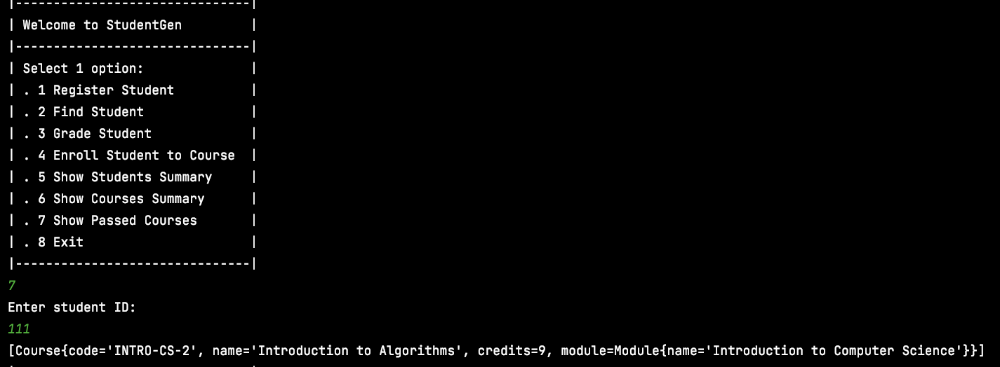 |-------------------------------|
| Welcome to StudentGen         |
|-------------------------------|
| Select 1 option:              |
| . 1 Register Student          |
| . 2 Find Student              |
| . 3 Grade Student             |
| . 4 Enroll Student to Course  |
| . 5 Show Students Summary     |
| . 6 Show Courses Summary      |
| . 7 Show Passed Courses       |
| . 8 Exit                      |
|-------------------------------|
7
Enter student ID:
111
[Course{code='INTRO-CS-2', name='Introduction to Algorithms', credits=9, module=Module{name='Introduction to Computer Science'}}]